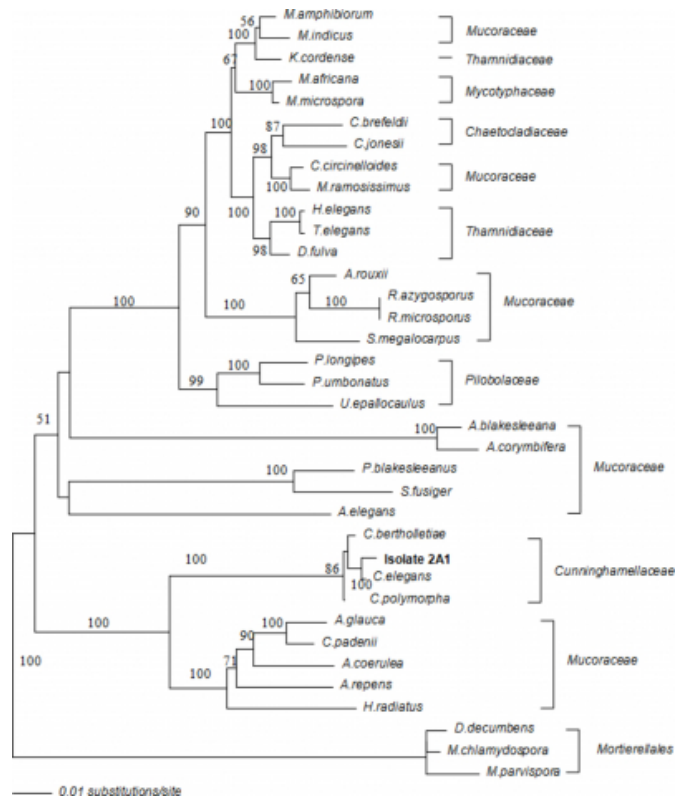 M.amphibiorum
56
M.indicus
Mucoraceae
100
K.cordense
Thamnidiaceae
67
M.africana
100
Mycotyphaceae
M.microspora
C.brefeldii
100
87
Chaetocladiaceae
C.jonesii
98
C.circinelloides
Mucoraceae
100
M.ramosissimus
90
100
100
H.elegans
T.elegans
Thamnidiaceae
98
D.fulva
A.rouxii
65
R.azygosporus
100
100
100
Mucoraceae
R.microsporus
S.megalocarpus
P.longipes
100
99
P.umbonatus
Pilobolaceae
U.epallocaulus
51
A.blakesleeana
100
A.corymbifera
P.blakesleeanus
Mucoraceae
100
S.fusiger
A.elegans
C.bertholletiae
100
Isolate 2A1
86
C.elegans
Cunninghamellaceae
100
C.polymorpha
100
A.glauca
100
90
C.padenii
100
71
A.coerulea
Mucoraceae
100
A.repens
H.radiatus
D.decumbens
M.chlamydospora
Mortierellales
M.parvispora
0.01 substitutions/site